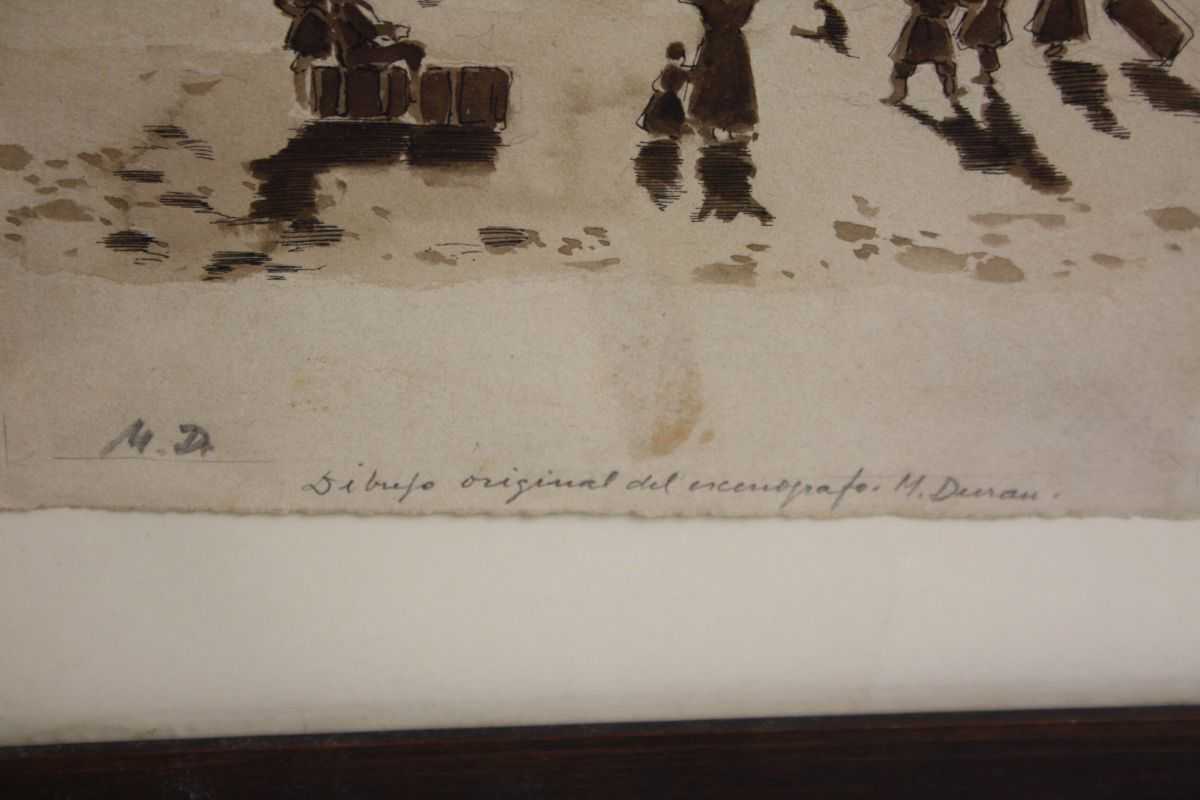 M. D.
Dibujo original del escenografo. M. Duran.